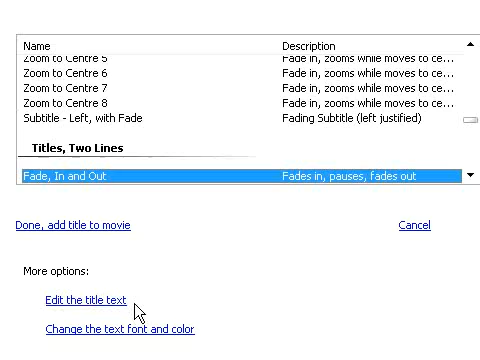 Name Description
Zoom to Centre 5 Fade in, zooms while moves to ce...
Zoom to Centre 6 Fade in, zooms while moves to ce...
Zoom to Centre 7 Fade in, zooms while moves to ce...
Zoom to Centre 8 Fade in, zooms while moves to ce...
Subtitle - Left, with Fade Fading Subtitle (left justified)
Titles, Two Lines
Fade, In and Out Fades in, pauses, fades out
Done, add title to movie Cancel
More options:
Edit the title text
Change the text font and color